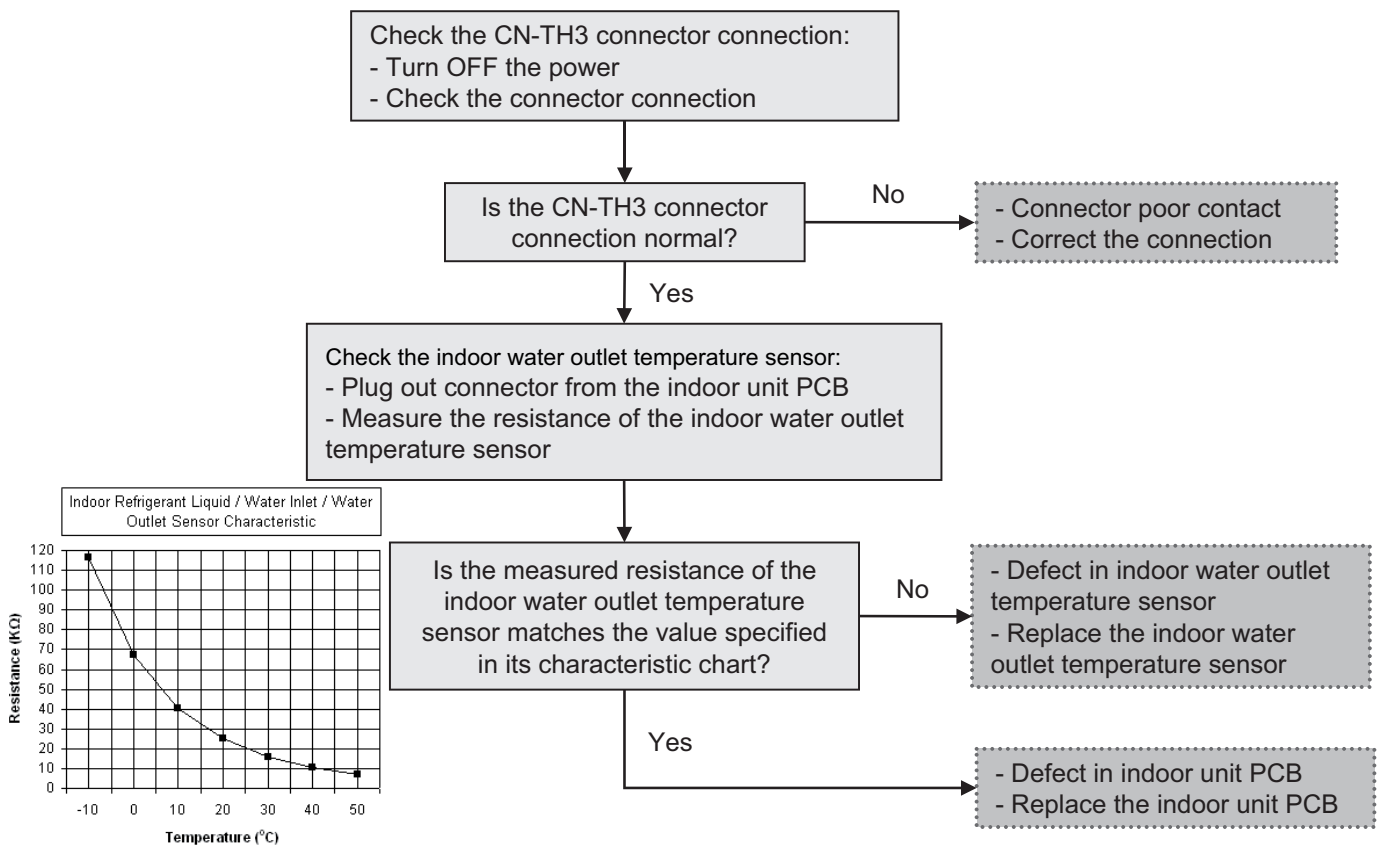 Check the CN-TH3 connector connection:
- Turn OFF the power
- Check the connector connection
Is the CN-TH3 connector
connection normal?
No
- Connector poor contact
- Correct the connection
Yes
Check the indoor water outlet temperature sensor:
- Plug out connector from the indoor unit PCB
- Measure the resistance of the indoor water outlet
temperature sensor
Indoor Refrigerant Liquid / Water Inlet / Water
Outlet Sensor Characteristic
120
110
100
90
80
70
60
50
40
30
20
10
0
Resistance (KΩ)
-10 0 10 20 30 40 50
Temperature (°C)
Is the measured resistance of the
indoor water outlet temperature
sensor matches the value specified
in its characteristic chart?
No
- Defect in indoor water outlet
temperature sensor
- Replace the indoor water
outlet temperature sensor
Yes
- Defect in indoor unit PCB
- Replace the indoor unit PCB